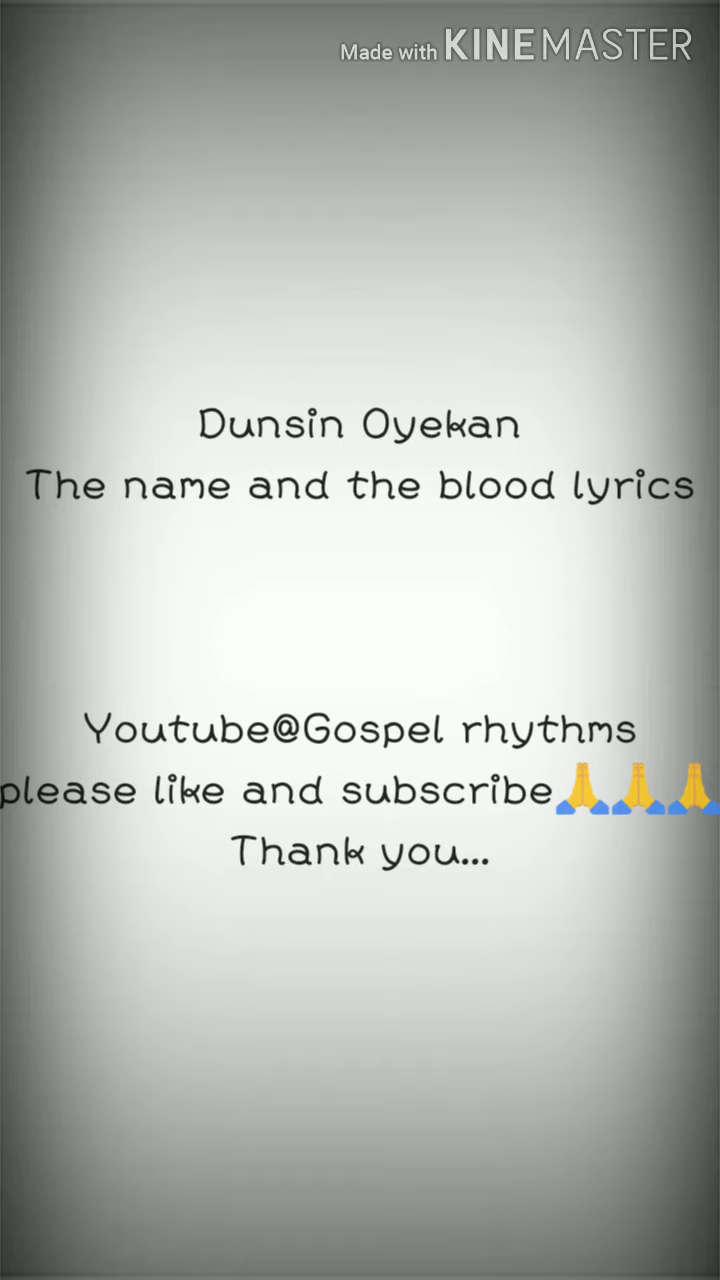 Made with KINEMASTER
Dunsin Oyekan
The name and the blood lyrics
Youtube@Gospel rhythms
please like and subscribe🙏🙏🙏
Thank you...